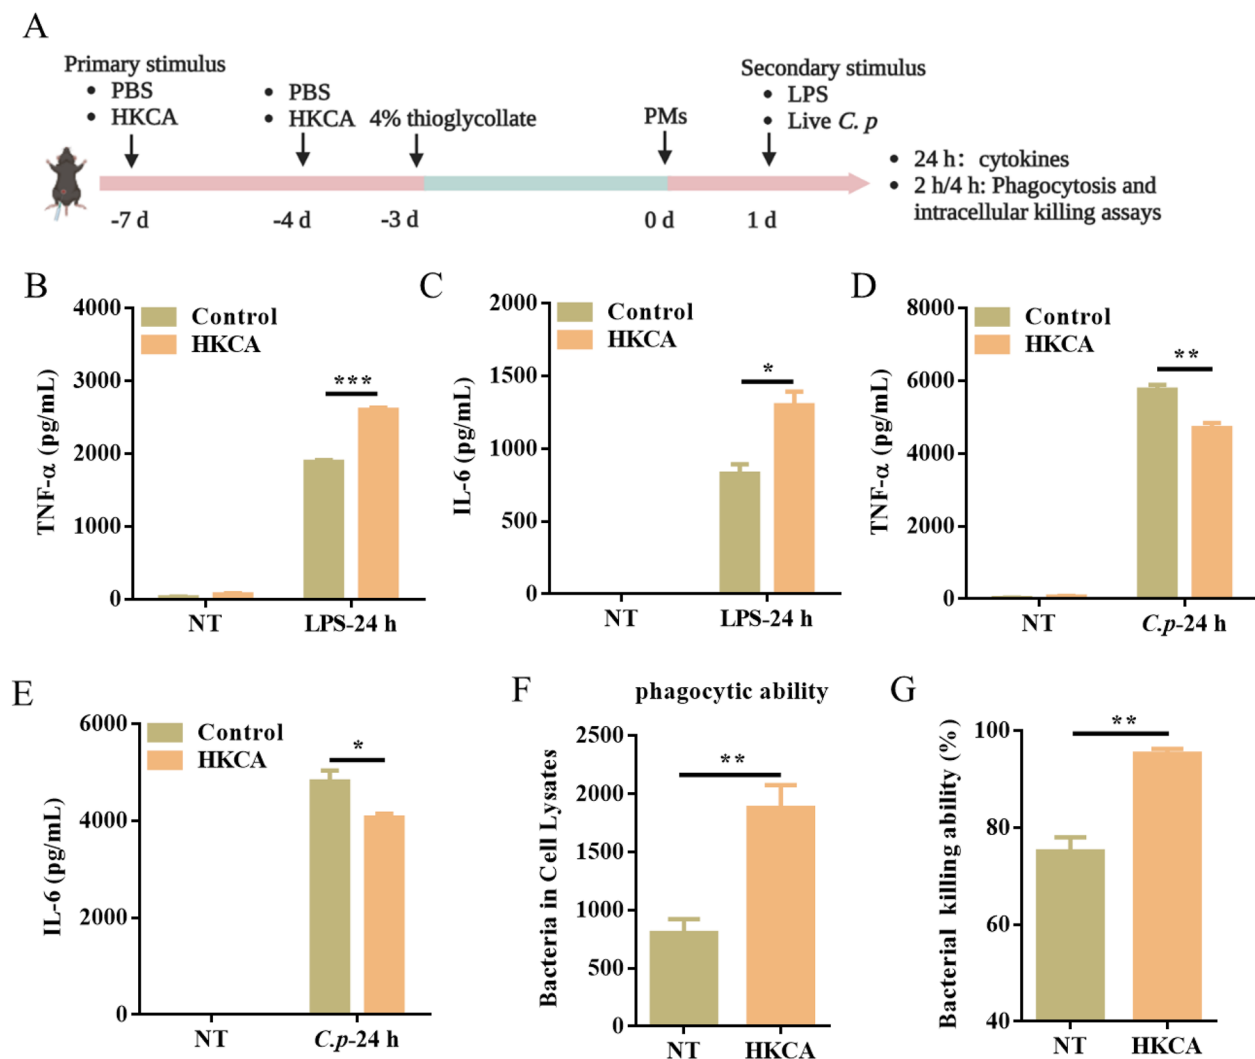 A
Primary stimulus
• PBS
• HKCA
• PBS
• HKCA
4% thioglycollate
PMs
Secondary stimulus
• LPS
• Live C. p
-7 d
-4 d
-3 d
0 d
1 d
• 24 h: cytokines
• 2 h/4 h: Phagocytosis and
intracellular killing assays
B
TNF-α (pg/mL)
4000
3000
2000
1000
0
Control
HKCA
***
NT
LPS-24 h
C
IL-6 (pg/mL)
2000
1500
1000
500
0
Control
HKCA
*
NT
LPS-24 h
D
TNF-α (pg/mL)
8000
6000
4000
2000
0
Control
HKCA
**
NT
C.p-24 h
E
IL-6 (pg/mL)
6000
4000
2000
0
Control
HKCA
*
NT
C.p-24 h
F
phagocytic ability
Bacteria in Cell Lysates
2500
2000
1500
1000
500
0
**
NT
HKCA
G
Bacterial killing ability (%)
100
80
60
40
**
NT
HKCA